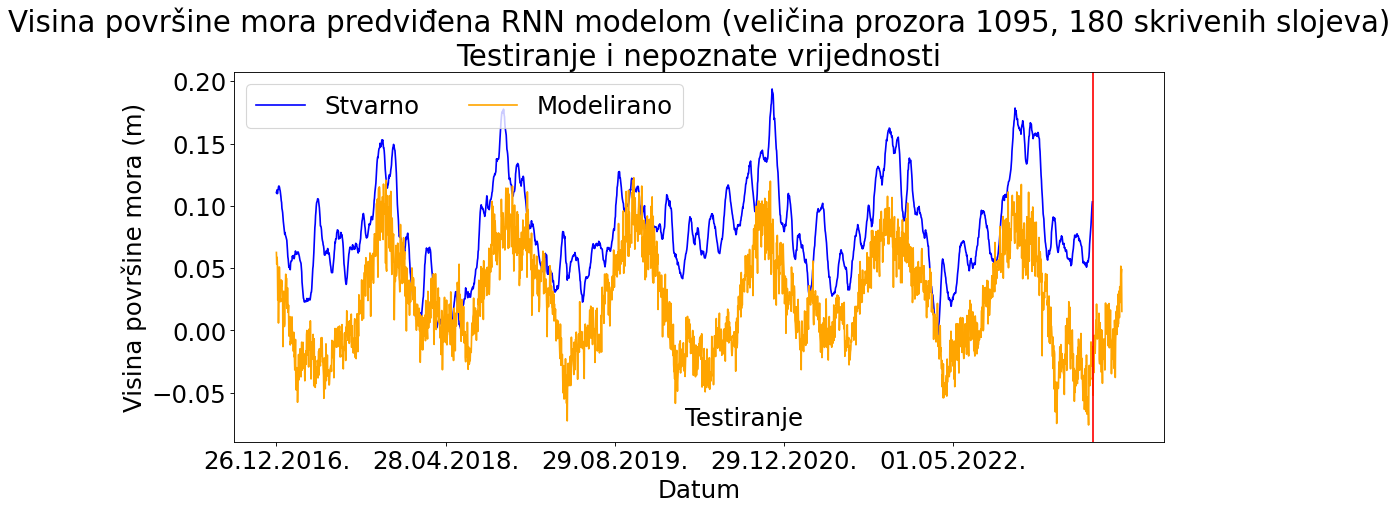 Visina površine mora predviđena RNN modelom (veličina prozora 1095, 180 skrivenih slojeva)
Testiranje i nepoznate vrijednosti
Stvarno
Modelirano
0.20
0.15
0.10
0.05
0.00
−0.05
Visina površine mora (m)
Testiranje
26.12.2016.
28.04.2018.
29.08.2019.
29.12.2020.
01.05.2022.
Datum